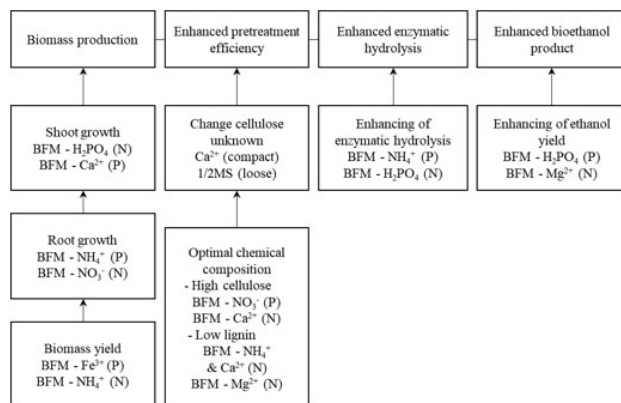 Biomass production
Enhanced pretreatment
efficiency
Enhanced enzymatic
hydrolysis
Enhanced bioethanol
product
Shoot growth
BFM - H₂PO₄ (N)
BFM - Ca²⁺ (P)
Change cellulose
unknown
Ca²⁺ (compact)
1/2MS (loose)
Enhancing of
enzymatic hydrolysis
BFM - NH₄⁺ (P)
BFM - H₂PO₄ (N)
Enhancing of ethanol
yield
BFM - H₂PO₄ (P)
BFM - Mg²⁺ (N)
Root growth
BFM - NH₄⁺ (P)
BFM - NO₃⁻ (N)
Biomass yield
BFM - Fe³⁺ (P)
BFM - NH₄⁺ (N)
Optimal chemical
composition
- High cellulose
BFM - NO₃⁻ (P)
BFM - Ca²⁺ (N)
- Low lignin
BFM - NH₄⁺
& Ca²⁺ (N)
BFM - Mg²⁺ (N)